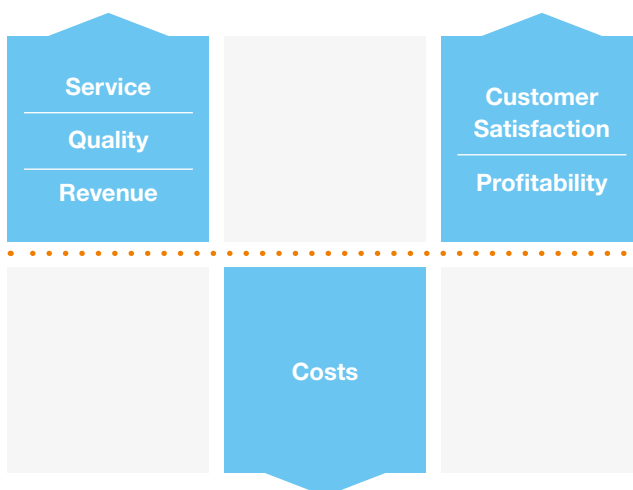 Service
Quality
Revenue
Customer
Satisfaction
Profitability
Costs